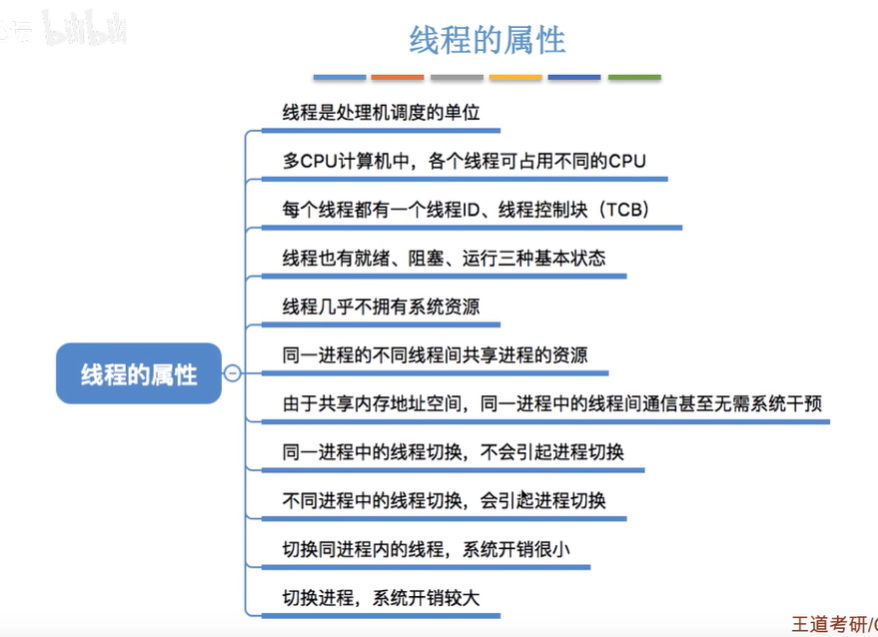 bilibili
线程的属性
线程是处理机调度的单位
多CPU计算机中，各个线程可占用不同的CPU
每个线程都有一个线程ID、线程控制块（TCB）
线程也有就绪、阻塞、运行三种基本状态
线程几乎不拥有系统资源
同一进程的不同线程间共享进程的资源
由于共享内存地址空间，同一进程中的线程间通信甚至无需系统干预
同一进程中的线程切换，不会引起进程切换
不同进程中的线程切换，会引起进程切换
切换同进程内的线程，系统开销很小
切换进程，系统开销较大
线程的属性
王道考研/